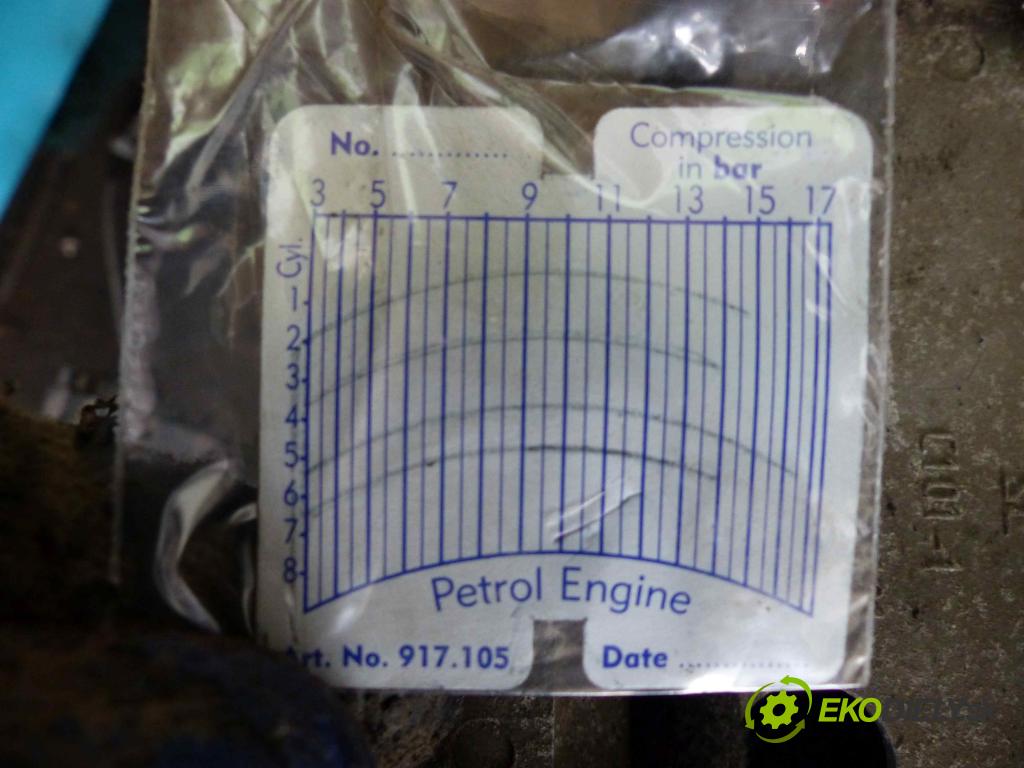 No. ...............
Compression
in bar
3 5 7 9 11 13 15 17
Cyl.
1
2
3
4
5
6
7
8
Petrol Engine
Art. No. 917.105
Date ...............
EKO